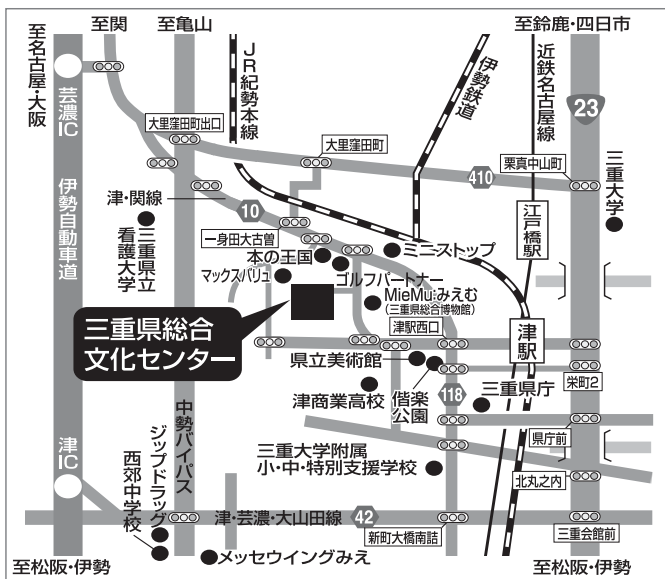 至関
至亀山
至鈴鹿・四日市
至名古屋・大阪
芸濃IC
伊勢自動車道
津IC
至松阪・伊勢
JR紀勢本線
伊勢鉄道
近鉄名古屋線
23
大里窪田町出口
大里窪田町
栗真中山町
410
三重大学
江戸橋駅
津・関線
10
三重県立
看護大学
一身田大古曽
本の王国
マックスバリュ
ミニストップ
ゴルフパートナー
MieMu:みえむ
(三重県総合博物館)
三重県総合
文化センター
津駅西口
津駅
県立美術館
偕楽
公園
津商業高校
118
三重県庁
栄町2
県庁前
中勢バイパス
ジップドラッグ
西郊中学校
三重大学附属
小・中・特別支援学校
北丸之内
津・芸濃・大山田線
42
新町大橋南詰
三重会館前
メッセウイングみえ
至松阪・伊勢